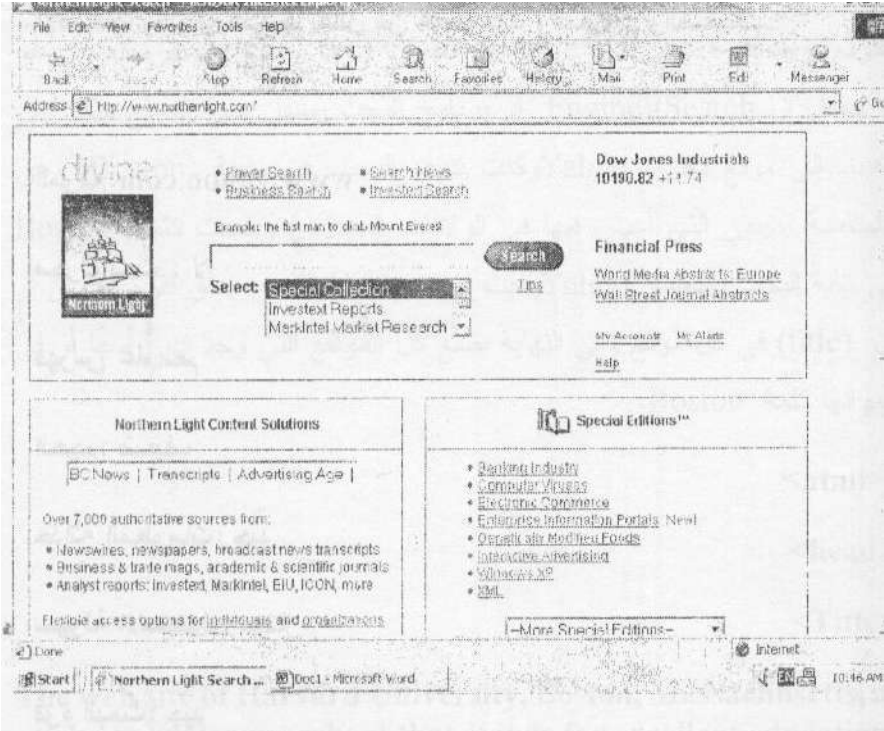 File Edit View Favorites Tools Help
Back Stop Refresh Home Search Favorites History Mail Print Edit Messenger
Address http://www.northernlight.com/ Go
Power Search Search News
Business Search Investext Search
Example: the first man to climb Mount Everest
Search
Tips
Select: Special Collection
Investext Reports
MarkIntel Market Research
Northern Light
Dow Jones Industrials
10190.82
Financial Press
World Media Abstracts: Europe
Wall Street Journal Abstracts
My Accounts My Alerts
Help
Northern Light Content Solutions
Transcripts | Advertising Age |
Over 7,000 authoritative sources from:
• Newswires, newspapers, broadcast news transcripts
• Business & trade mags, academic & scientific journals
• Analyst reports: investext, Markintel, EIU, ICON, more
Flexible access options for individuals and organizations
Special Editions™
• Banking Industry
• Computer Viruses
• Electronic Commerce
• Enterprise Information Portals New!
• Genetically Modified Foods
• Interactive Advertising
• Windows XP
• XML
--More Special Editions--
Done Internet
Start Northern Light Search ... Doc1 - Microsoft Word EN 10:46 AM